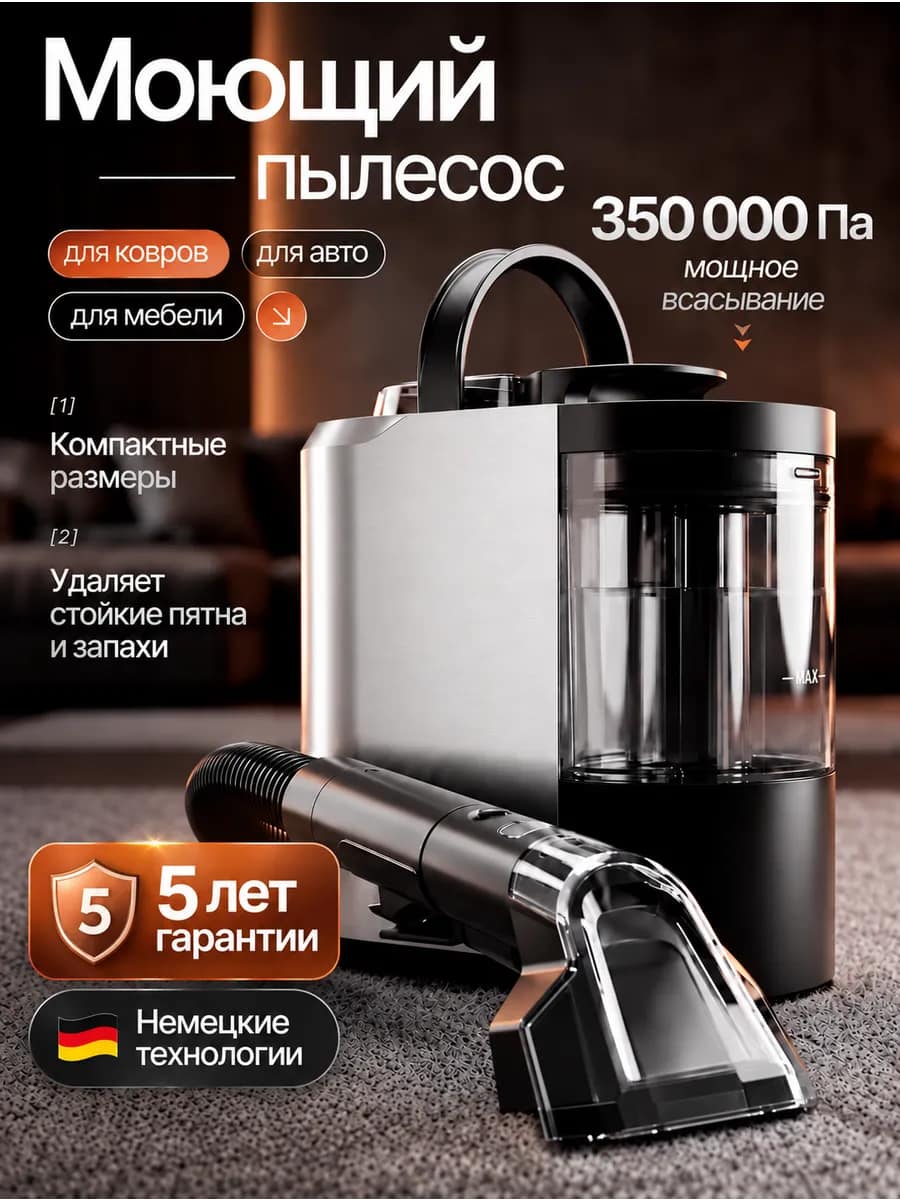 Моющий
пылесос
350 000 Па
мощное
всасывание
для ковров
для авто
для мебели
[1]
Компактные
размеры
[2]
Удаляет
стойкие пятна
и запахи
MAX
5
5 лет
гарантии
Немецкие
технологии